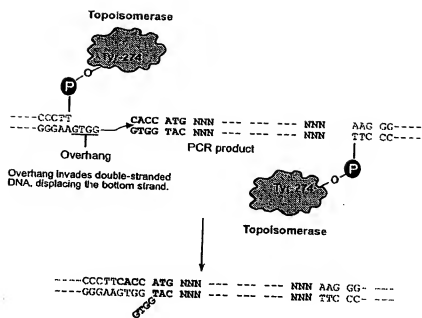 Topoisomerase
Tyr-274
O
P
----CCCTT
----GGGAAGTGG
CACC ATG NNN --- --- --- NNN
GTGG TAC NNN --- --- --- NNN
AAG GG----
TTC CC----
Overhang
PCR product
Overhang invades double-stranded
DNA, displacing the bottom strand.
P
O
Tyr-274
Topoisomerase
----CCCTTCACC ATG NNN --- --- --- NNN AAG GG----
----GGGAAGTGG TAC NNN --- --- --- NNN TTC CC----
GTGG